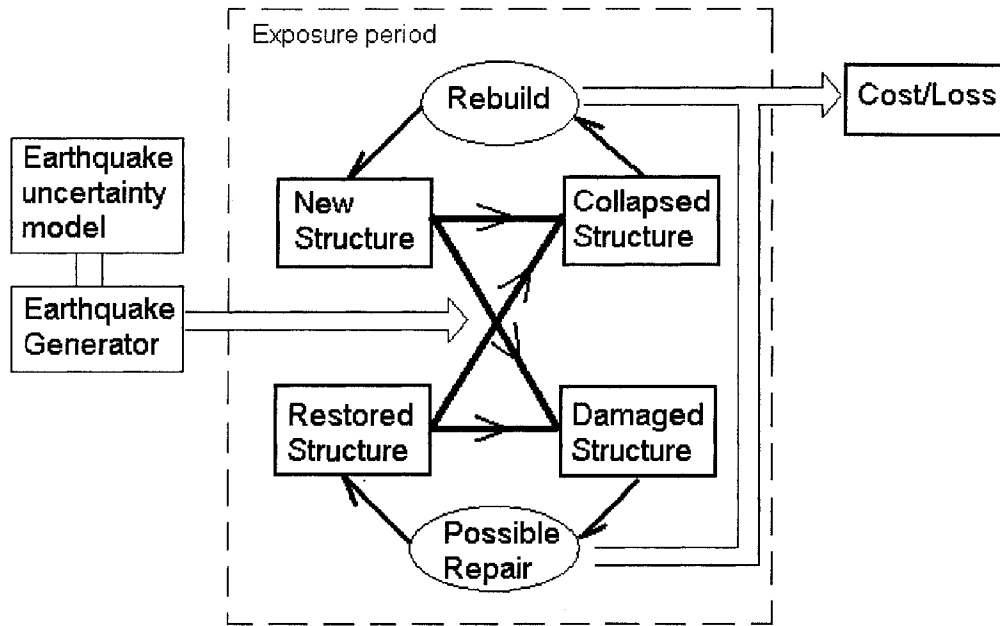 Exposure period
Rebuild
Cost/Loss
Earthquake
uncertainty
model
New
Structure
Collapsed
Structure
Earthquake
Generator
Restored
Structure
Damaged
Structure
Possible
Repair